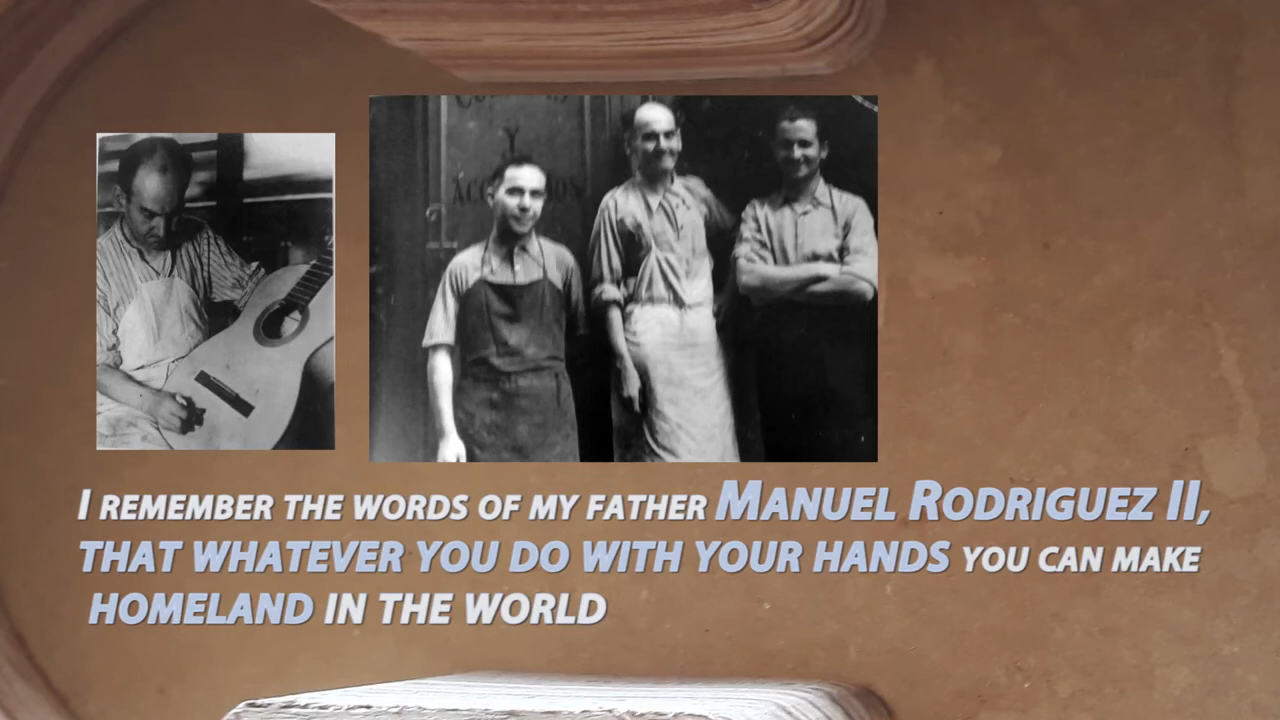 Y
I REMEMBER THE WORDS OF MY FATHER MANUEL RODRIGUEZ II,
THAT WHATEVER YOU DO WITH YOUR HANDS YOU CAN MAKE
HOMELAND IN THE WORLD